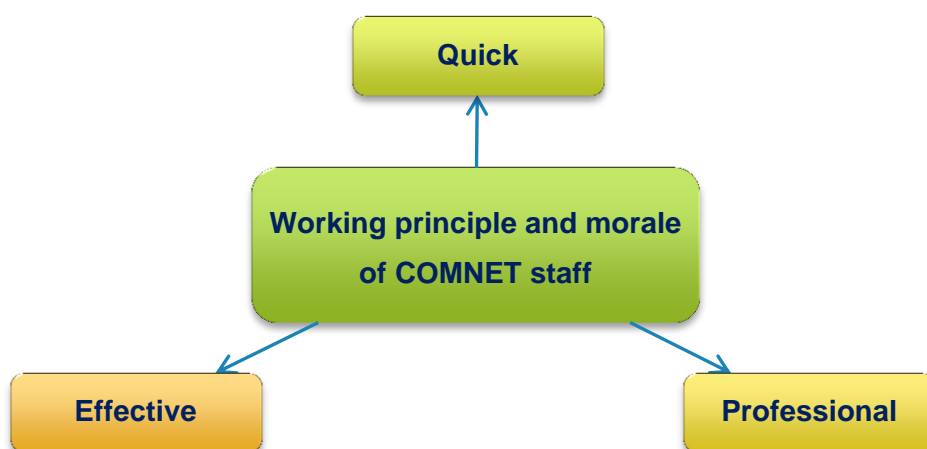 Quick
Working principle and morale
of COMNET staff
Effective
Professional